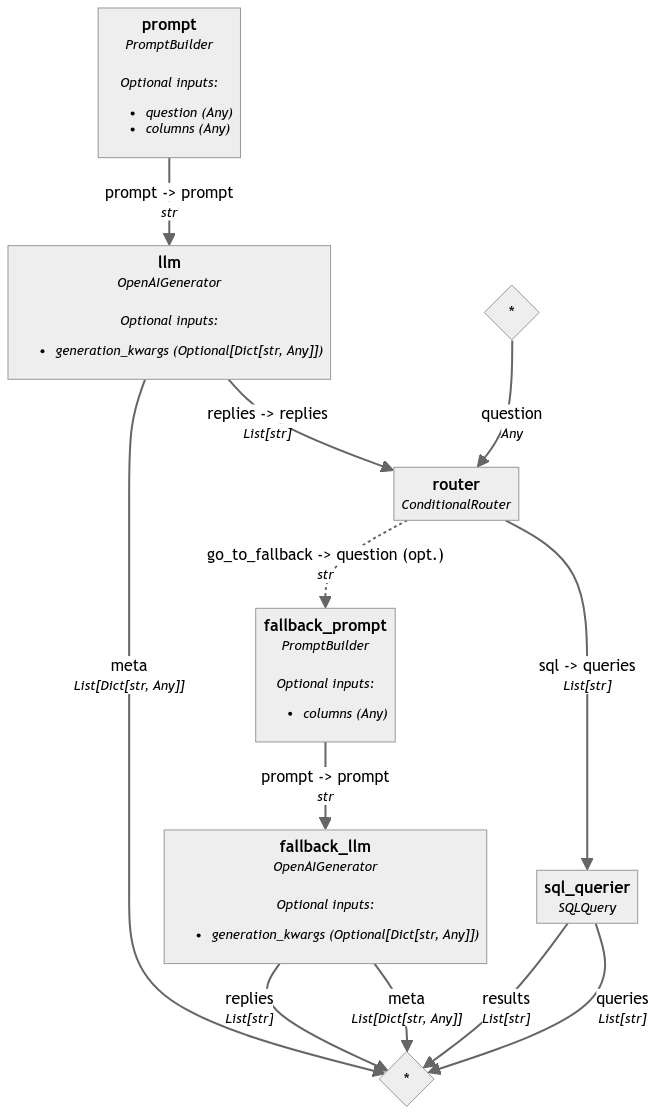 prompt
PromptBuilder
Optional inputs:
• question (Any)
• columns (Any)
prompt -> prompt
str
llm
OpenAIGenerator
Optional inputs:
• generation_kwargs (Optional[Dict[str, Any]])
*
replies -> replies
List[str]
question
Any
router
ConditionalRouter
go_to_fallback -> question (opt.)
str
fallback_prompt
PromptBuilder
Optional inputs:
• columns (Any)
meta
List[Dict[str, Any]]
sql -> queries
List[str]
prompt -> prompt
str
fallback_llm
OpenAIGenerator
Optional inputs:
• generation_kwargs (Optional[Dict[str, Any]])
sql_querier
SQLQuery
replies
List[str]
meta
List[Dict[str, Any]]
results
List[str]
queries
List[str]
*